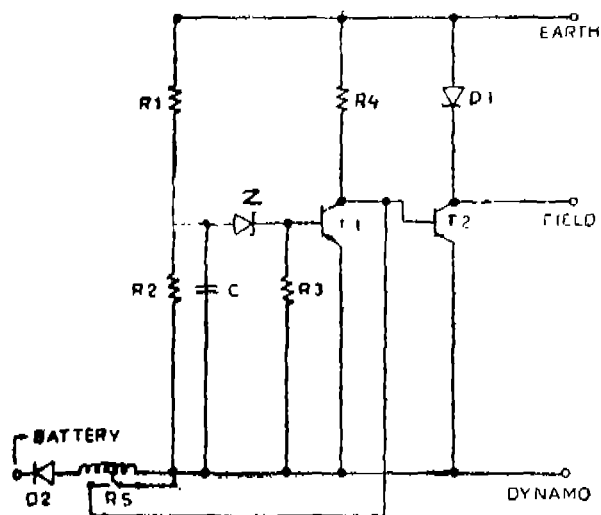 EARTH
R1
R4
D1
Z
T1
T2
FIELD
R2
C
R3
BATTERY
D2
R5
DYNAMO